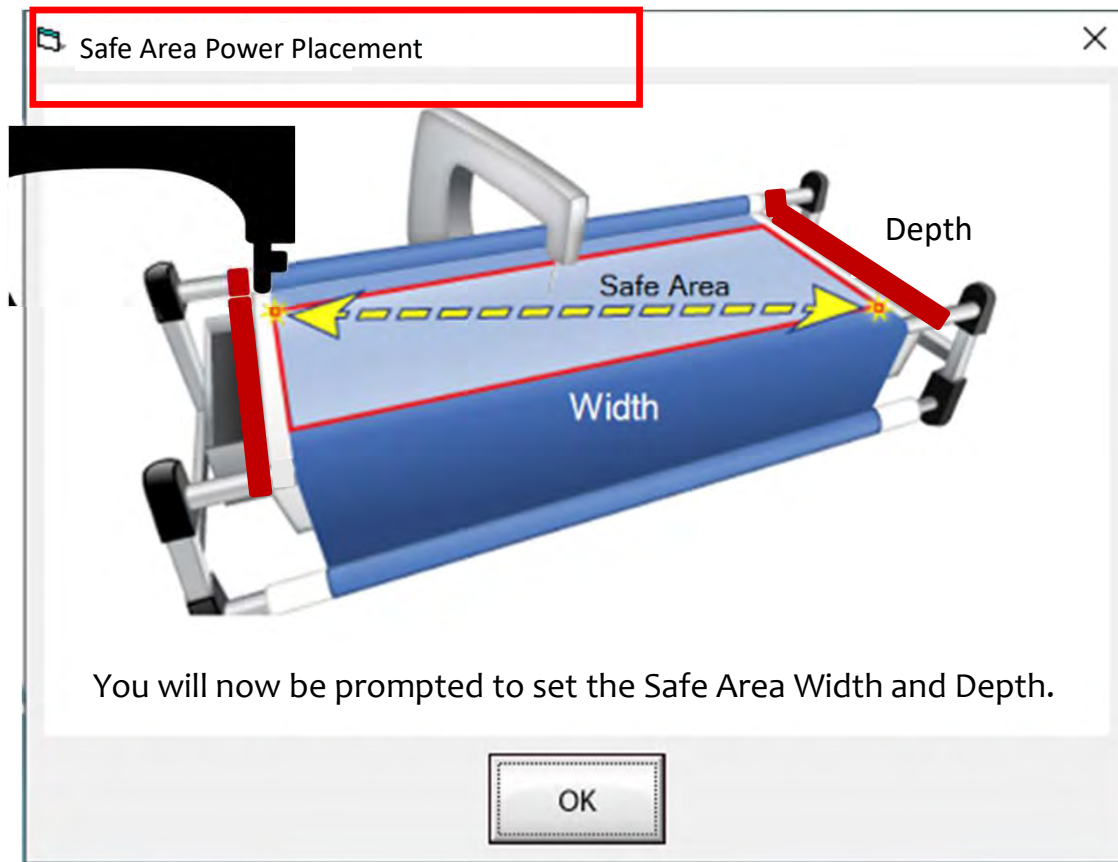 Safe Area Power Placement
Depth
Safe Area
Width
You will now be prompted to set the Safe Area Width and Depth.
OK